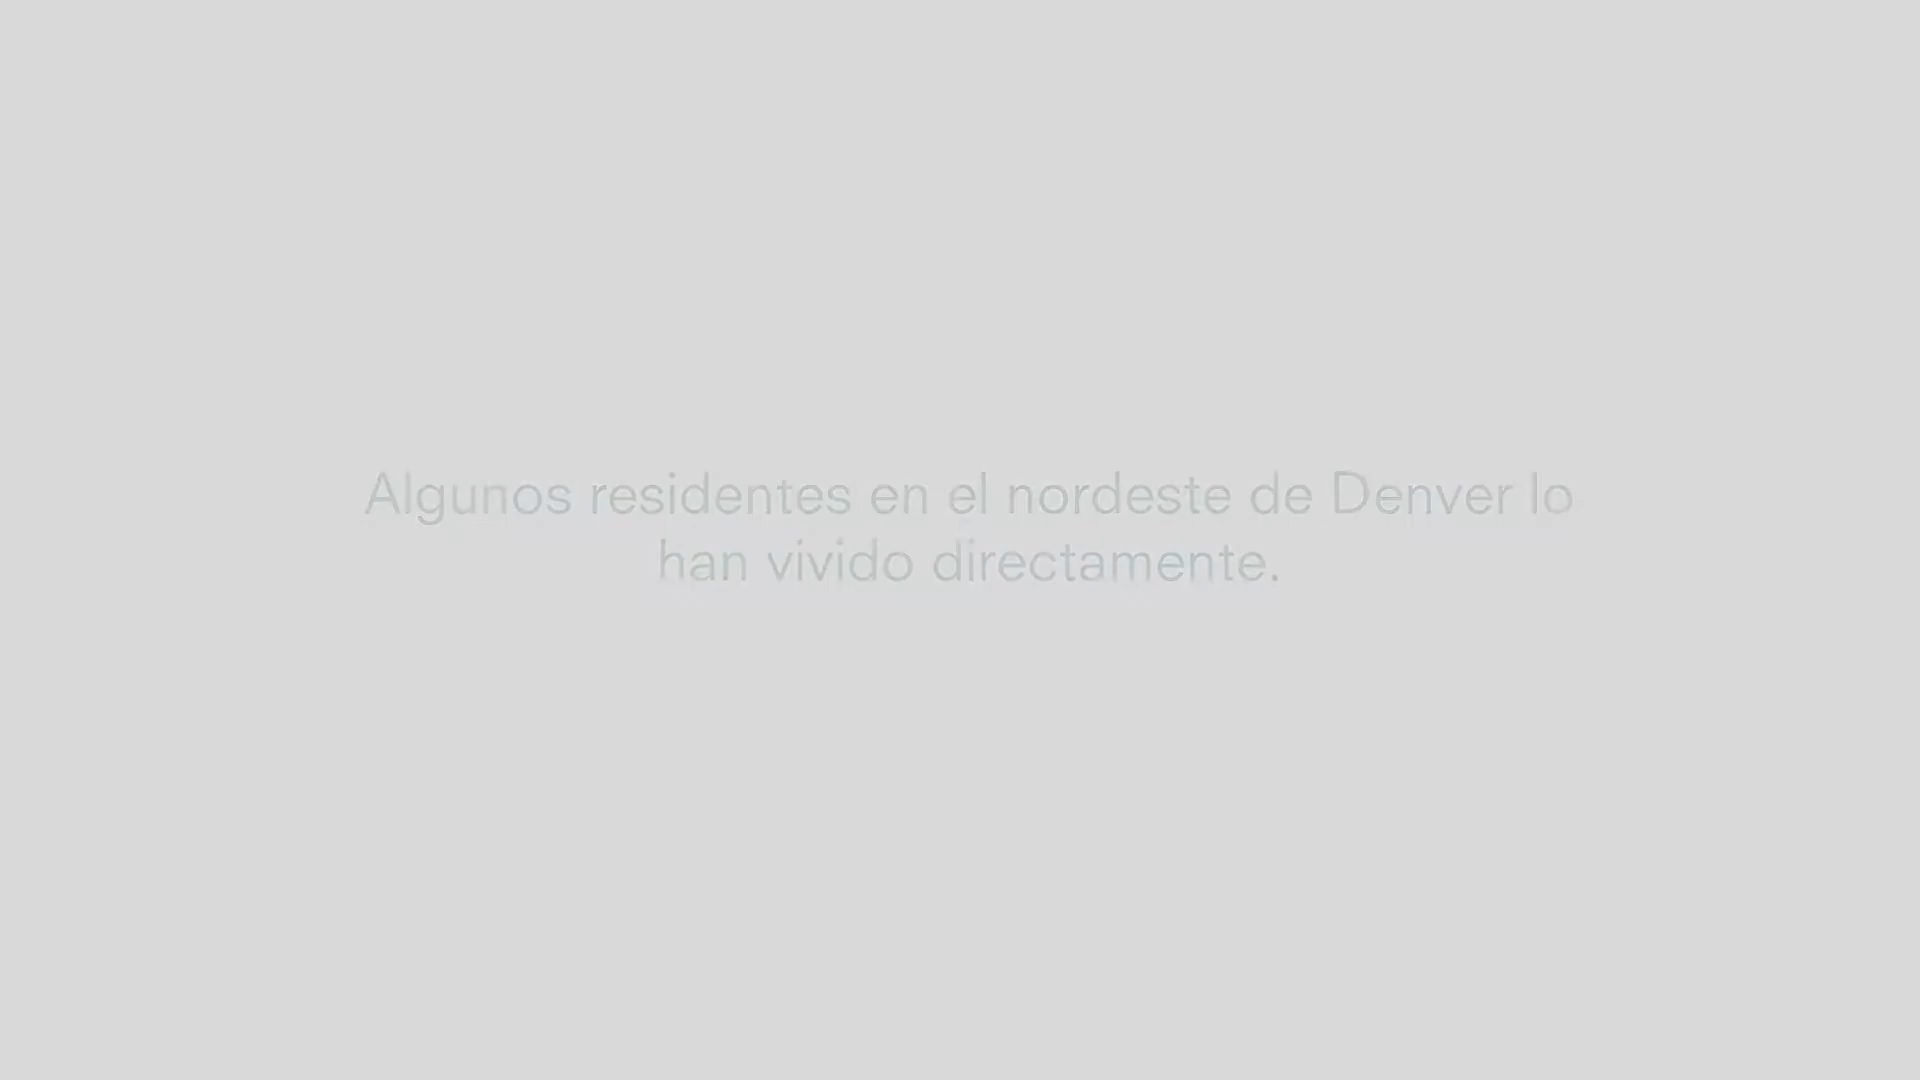 Algunos residentes en el nordeste de Denver lo
han vivido directamente.